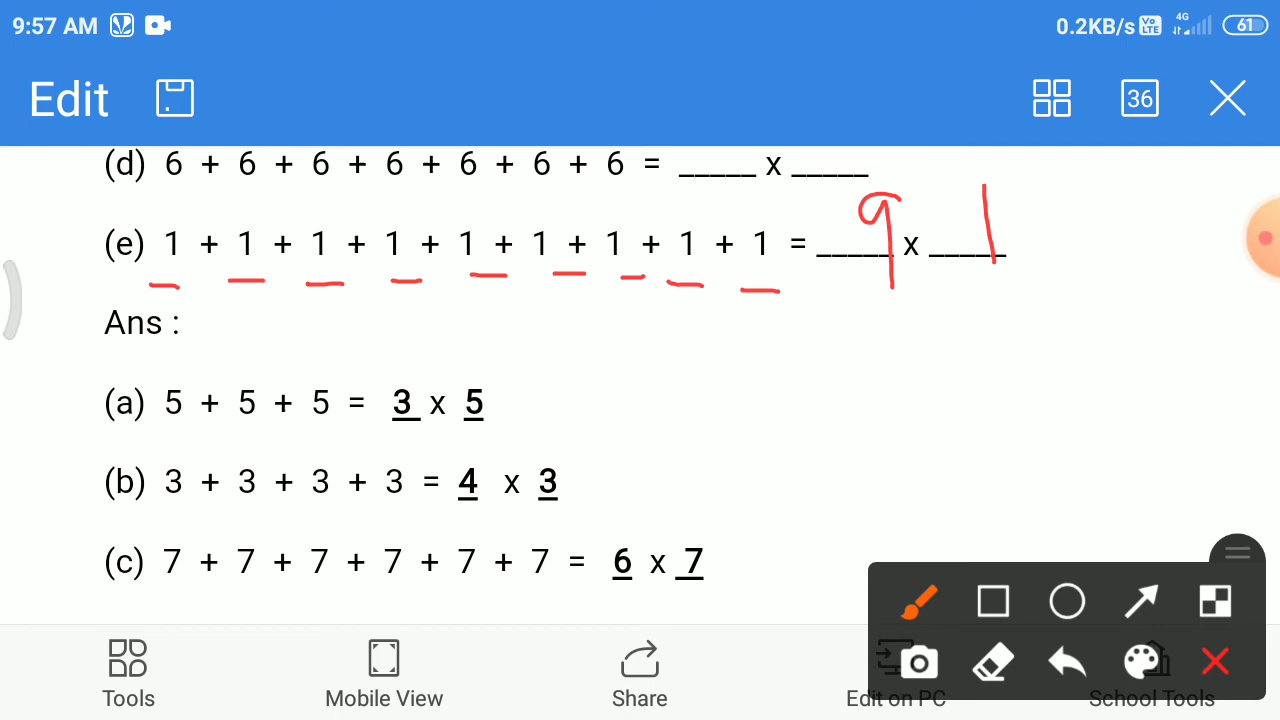 9:57 AM 0.2KB/s Vo LTE 4G 61
Edit 36
(d) 6 + 6 + 6 + 6 + 6 + 6 + 6 = _____ x _____
(e) 1 + 1 + 1 + 1 + 1 + 1 + 1 + 1 + 1 = _____ 9 x _____ 1
Ans :
(a) 5 + 5 + 5 = 3 x 5
(b) 3 + 3 + 3 + 3 = 4 x 3
(c) 7 + 7 + 7 + 7 + 7 + 7 = 6 x 7
Tools Mobile View Share Edit on PC School Tools